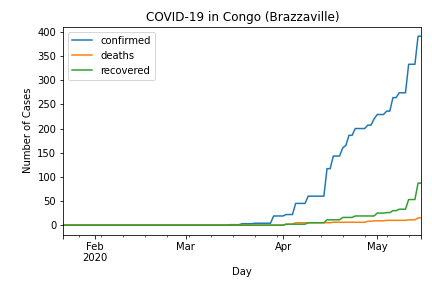 COVID-19 in Congo (Brazzaville)
confirmed
deaths
recovered
Number of Cases
400
350
300
250
200
150
100
50
0
Feb
2020
Mar
Apr
May
Day